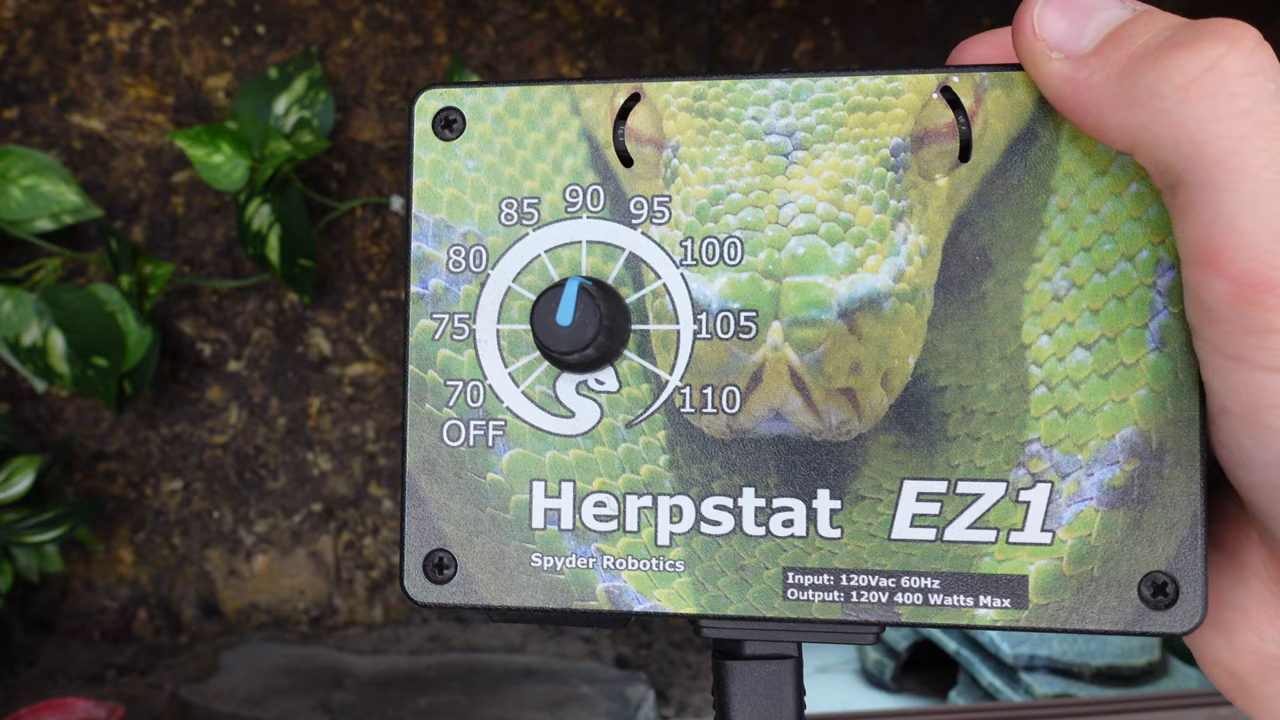 90
85 95
80 100
75 105
70 110
OFF
Herpstat EZ1
Spyder Robotics
Input: 120Vac 60Hz
Output: 120V 400 Watts Max